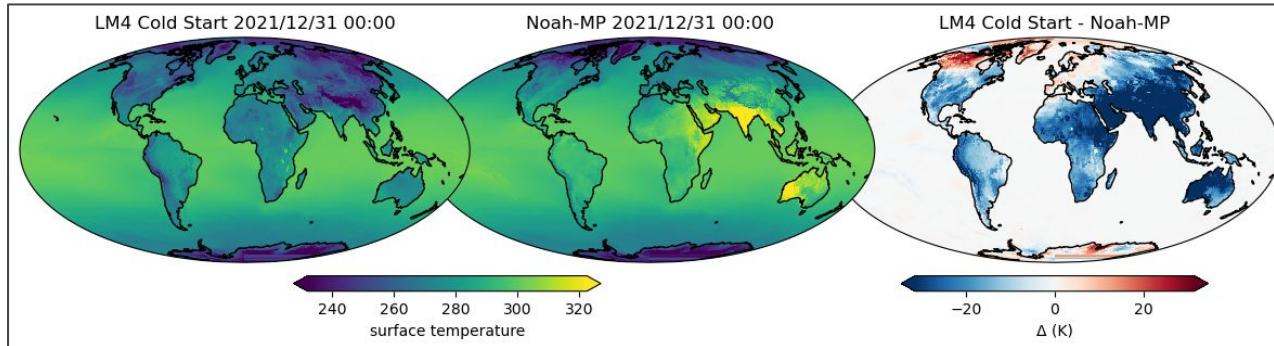 LM4 Cold Start 2021/12/31 00:00
Noah-MP 2021/12/31 00:00
LM4 Cold Start - Noah-MP
240 260 280 300 320
surface temperature
−20 0 20
Δ (K)